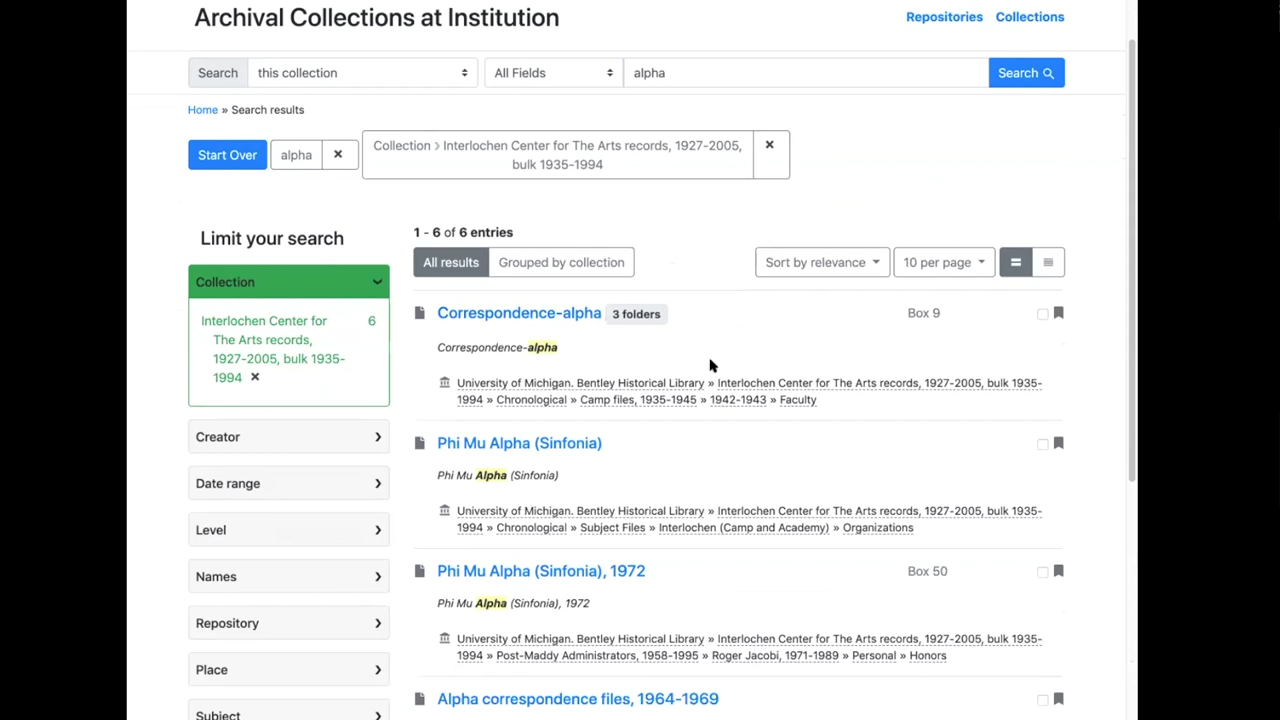 Archival Collections at Institution
Repositories
Collections
Search
this collection
All Fields
alpha
Search
Home » Search results
Start Over
alpha
Collection › Interlochen Center for The Arts records, 1927-2005,
bulk 1935-1994
Limit your search
Collection
Interlochen Center for 6
The Arts records,
1927-2005, bulk 1935-
1994
Creator
Date range
Level
Names
Repository
Place
Subject
1 - 6 of 6 entries
All results
Grouped by collection
Sort by relevance
10 per page
Correspondence-alpha 3 folders
Box 9
Correspondence-alpha
University of Michigan. Bentley Historical Library » Interlochen Center for The Arts records, 1927-2005, bulk 1935-
1994 » Chronological » Camp files, 1935-1945 » 1942-1943 » Faculty
Phi Mu Alpha (Sinfonia)
Phi Mu Alpha (Sinfonia)
University of Michigan. Bentley Historical Library » Interlochen Center for The Arts records, 1927-2005, bulk 1935-
1994 » Chronological » Subject Files » Interlochen (Camp and Academy) » Organizations
Phi Mu Alpha (Sinfonia), 1972
Box 50
Phi Mu Alpha (Sinfonia), 1972
University of Michigan. Bentley Historical Library » Interlochen Center for The Arts records, 1927-2005, bulk 1935-
1994 » Post-Maddy Administrators, 1958-1995 » Roger Jacobi, 1971-1989 » Personal » Honors
Alpha correspondence files, 1964-1969